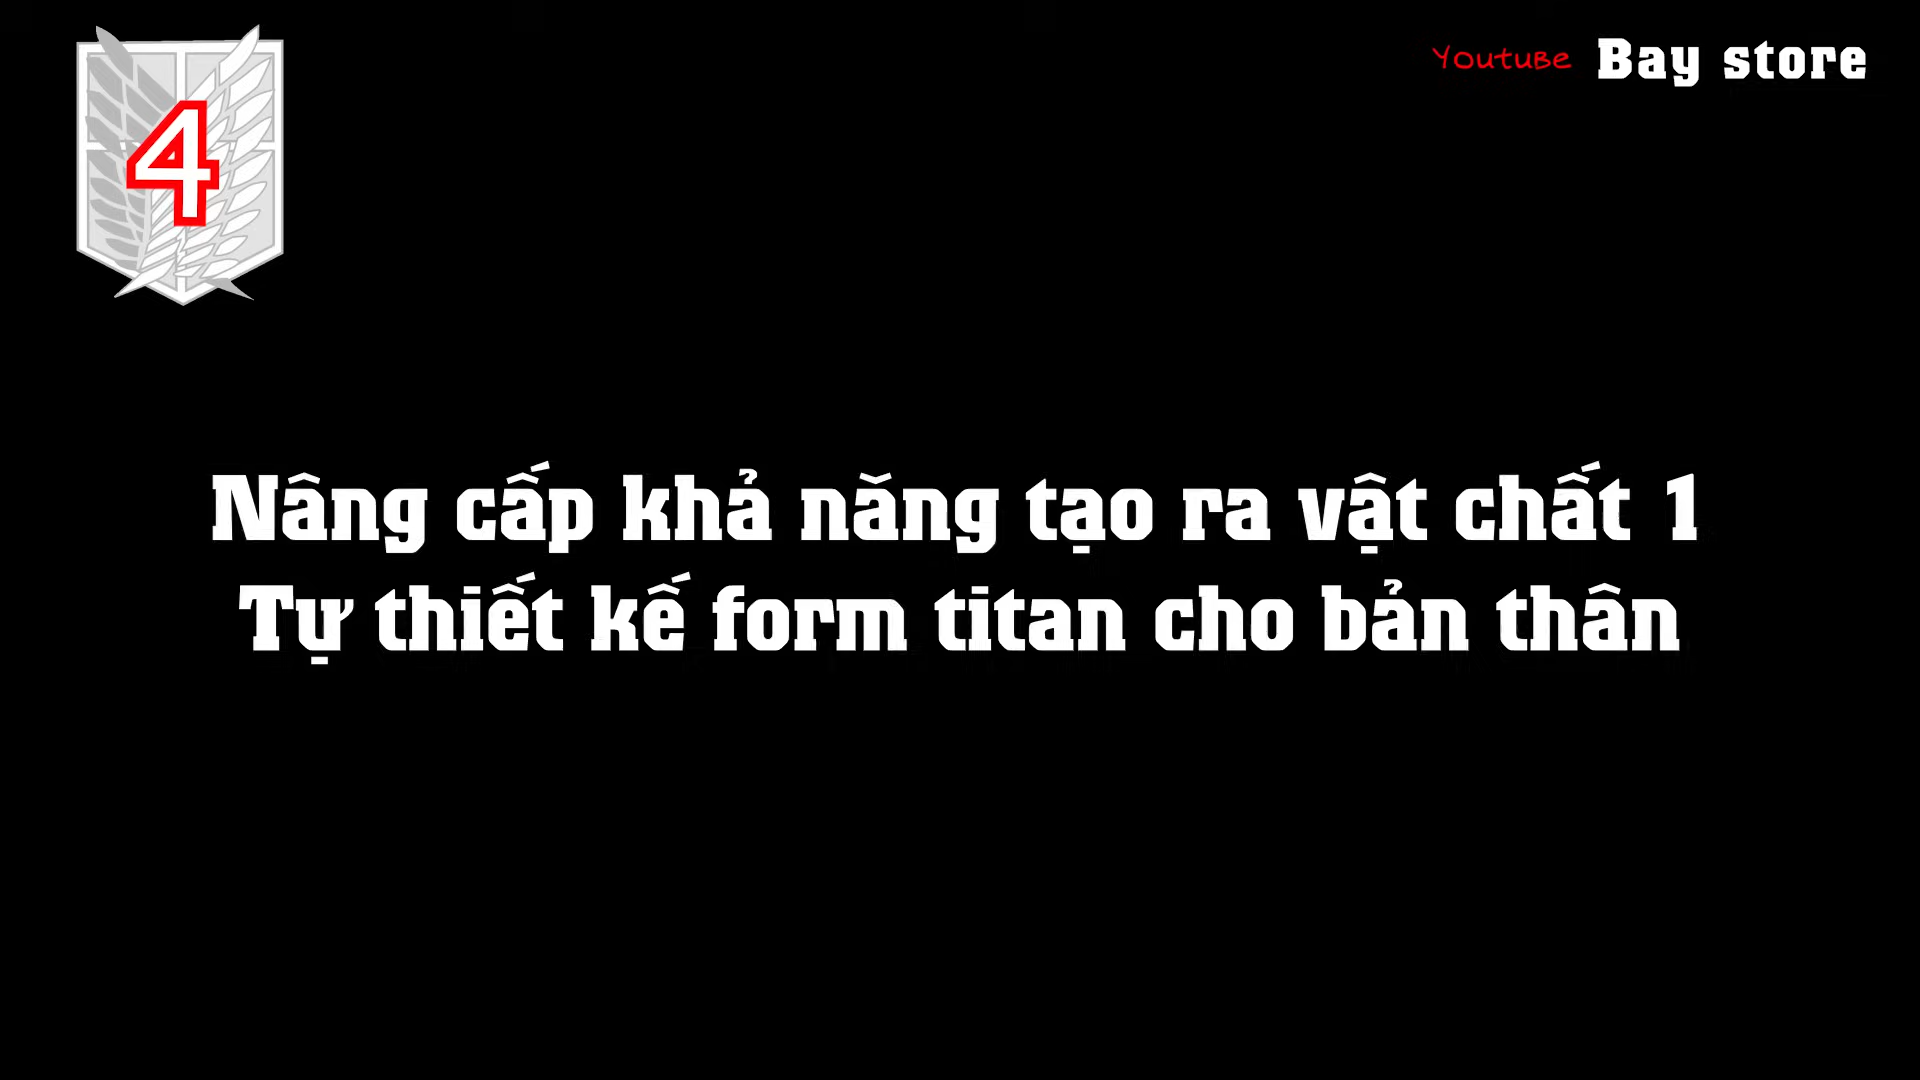 4
Youtube Bay store
Nâng cấp khả năng tạo ra vật chất 1
Tự thiết kế form titan cho bản thân